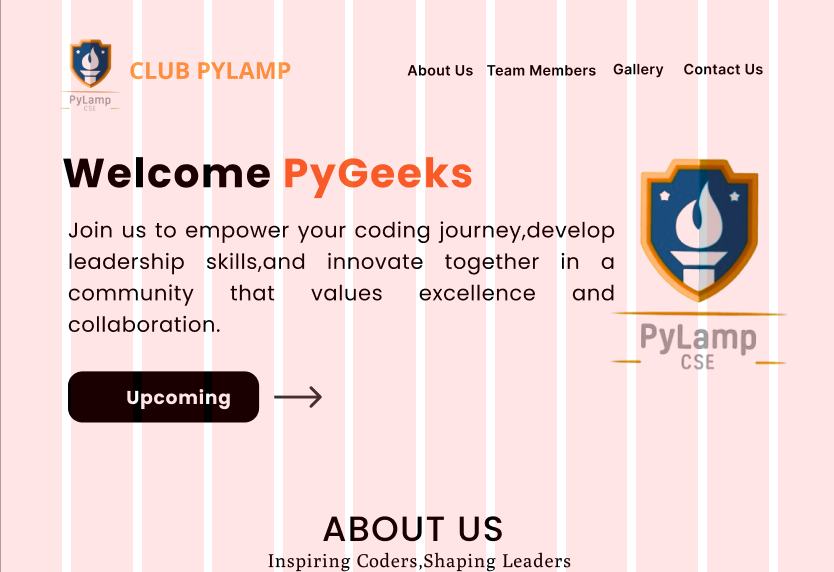 CLUB PYLAMP
About Us Team Members Gallery Contact Us
PyLamp
CSE
Welcome PyGeeks
Join us to empower your coding journey,develop
leadership skills,and innovate together in a
community that values excellence and
collaboration.
PyLamp
CSE
Upcoming
ABOUT US
Inspiring Coders,Shaping Leaders